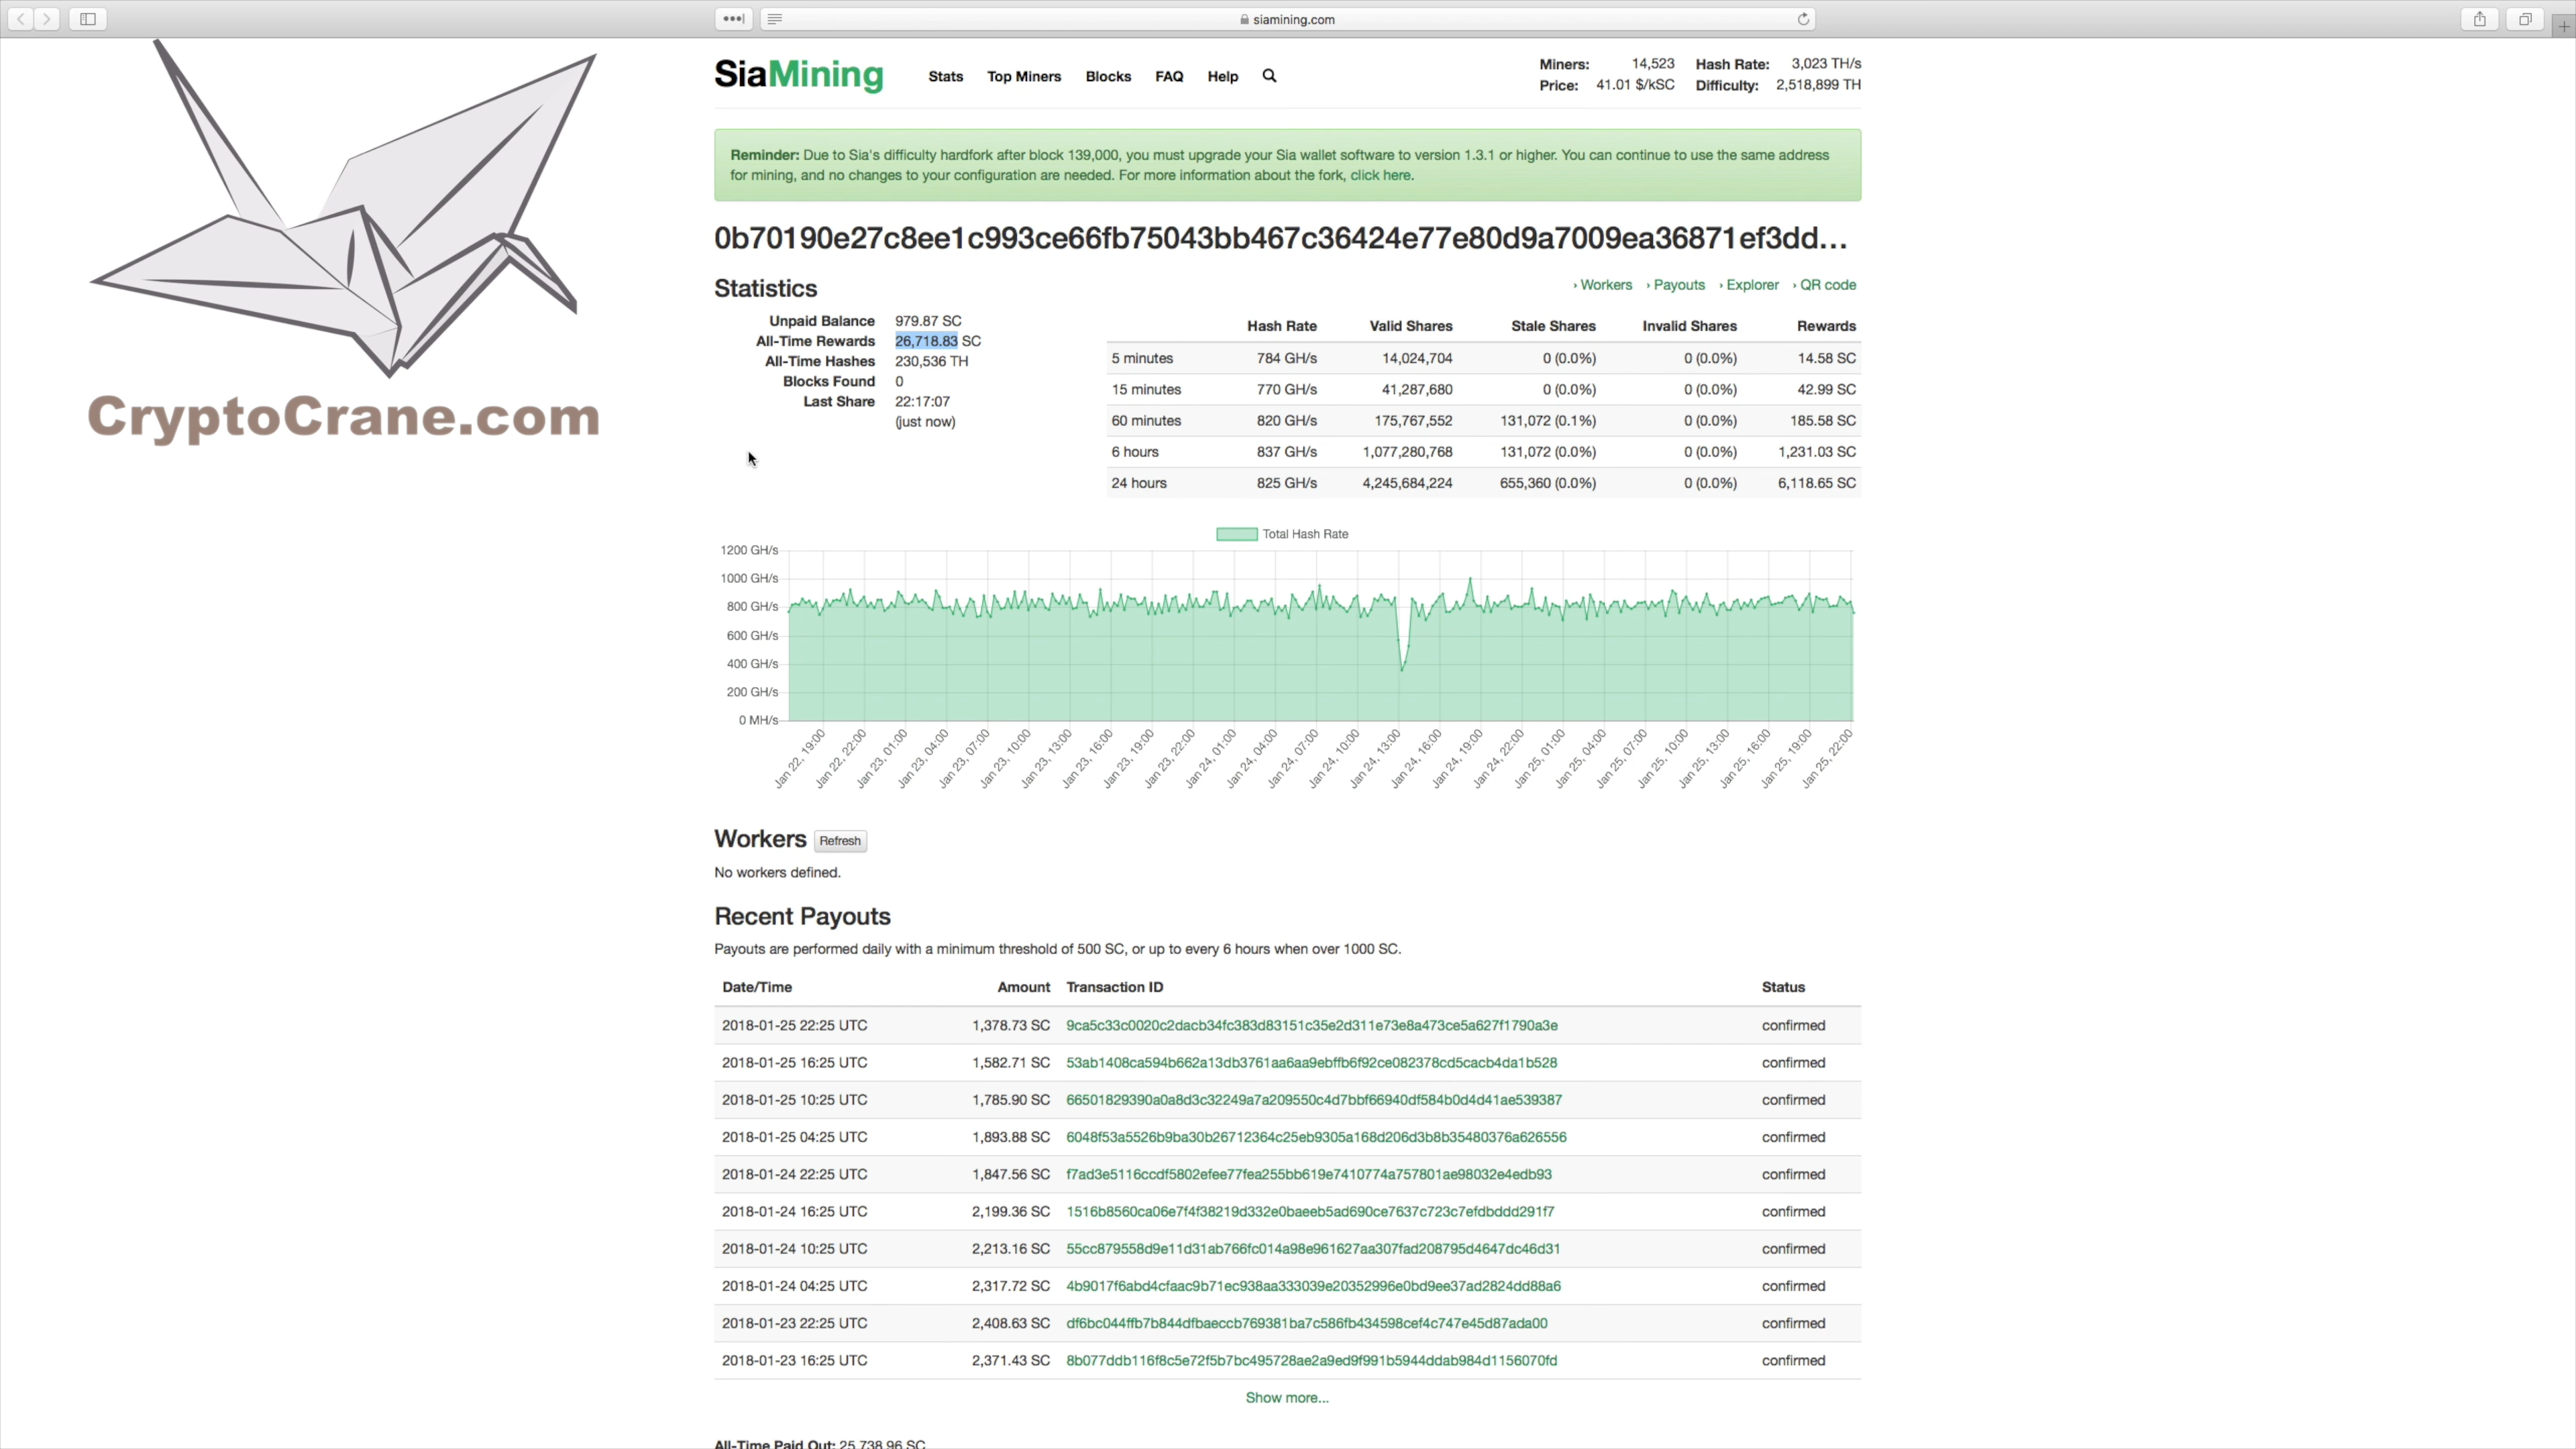 siamining.com
SiaMining
Stats Top Miners Blocks FAQ Help
Miners: 14,523 Hash Rate: 3,023 TH/s
Price: 41.01 $/kSC Difficulty: 2,518,899 TH
Reminder: Due to Sia's difficulty hardfork after block 139,000, you must upgrade your Sia wallet software to version 1.3.1 or higher. You can continue to use the same address
for mining, and no changes to your configuration are needed. For more information about the fork, click here.
CryptoCrane.com
0b70190e27c8ee1c993ce66fb75043bb467c36424e77e80d9a7009ea36871ef3dd...
Statistics
› Workers › Payouts › Explorer › QR code
Unpaid Balance 979.87 SC
All-Time Rewards 26,718.83 SC
All-Time Hashes 230,536 TH
Blocks Found 0
Last Share 22:17:07
(just now)
Hash Rate Valid Shares Stale Shares Invalid Shares Rewards
5 minutes 784 GH/s 14,024,704 0 (0.0%) 0 (0.0%) 14.58 SC
15 minutes 770 GH/s 41,287,680 0 (0.0%) 0 (0.0%) 42.99 SC
60 minutes 820 GH/s 175,767,552 131,072 (0.1%) 0 (0.0%) 185.58 SC
6 hours 837 GH/s 1,077,280,768 131,072 (0.0%) 0 (0.0%) 1,231.03 SC
24 hours 825 GH/s 4,245,684,224 655,360 (0.0%) 0 (0.0%) 6,118.65 SC
Total Hash Rate
1200 GH/s
1000 GH/s
800 GH/s
600 GH/s
400 GH/s
200 GH/s
0 MH/s
Jan 22, 19:00 Jan 22, 22:00 Jan 23, 01:00 Jan 23, 04:00 Jan 23, 07:00 Jan 23, 10:00 Jan 23, 13:00 Jan 23, 16:00 Jan 23, 19:00 Jan 23, 22:00 Jan 24, 01:00 Jan 24, 04:00 Jan 24, 07:00 Jan 24, 10:00 Jan 24, 13:00 Jan 24, 16:00 Jan 24, 19:00 Jan 24, 22:00 Jan 25, 01:00 Jan 25, 04:00 Jan 25, 07:00 Jan 25, 10:00 Jan 25, 13:00 Jan 25, 16:00 Jan 25, 19:00 Jan 25, 22:00
Workers Refresh
No workers defined.
Recent Payouts
Payouts are performed daily with a minimum threshold of 500 SC, or up to every 6 hours when over 1000 SC.
Date/Time Amount Transaction ID Status
2018-01-25 22:25 UTC 1,378.73 SC 9ca5c33c0020c2dacb34fc383d83151c35e2d311e73e8a473ce5a627f1790a3e confirmed
2018-01-25 16:25 UTC 1,582.71 SC 53ab1408ca594b662a13db3761aa6aa9ebffb6f92ce082378cd5cacb4da1b528 confirmed
2018-01-25 10:25 UTC 1,785.90 SC 66501829390a0a8d3c32249a7a209550c4d7bbf66940df584b0d4d41ae539387 confirmed
2018-01-25 04:25 UTC 1,893.88 SC 6048f53a5526b9ba30b26712364c25eb9305a168d206d3b8b35480376a626556 confirmed
2018-01-24 22:25 UTC 1,847.56 SC f7ad3e5116ccdf5802efee77fea255bb619e7410774a757801ae98032e4edb93 confirmed
2018-01-24 16:25 UTC 2,199.36 SC 1516b8560ca06e7f4f38219d332e0baeeb5ad690ce7637c723c7efdbddd291f7 confirmed
2018-01-24 10:25 UTC 2,213.16 SC 55cc879558d9e11d31ab766fc014a98e961627aa307fad208795d4647dc46d31 confirmed
2018-01-24 04:25 UTC 2,317.72 SC 4b9017f6abd4cfaac9b71ec938aa333039e20352996e0bd9ee37ad2824dd88a6 confirmed
2018-01-23 22:25 UTC 2,408.63 SC df6bc044ffb7b844dfbaeccb769381ba7c586fb434598cef4c747e45d87ada00 confirmed
2018-01-23 16:25 UTC 2,371.43 SC 8b077ddb116f8c5e72f5b7bc495728ae2a9ed9f991b5944ddab984d1156070fd confirmed
Show more...
All-Time Paid Out: 25,738.96 SC